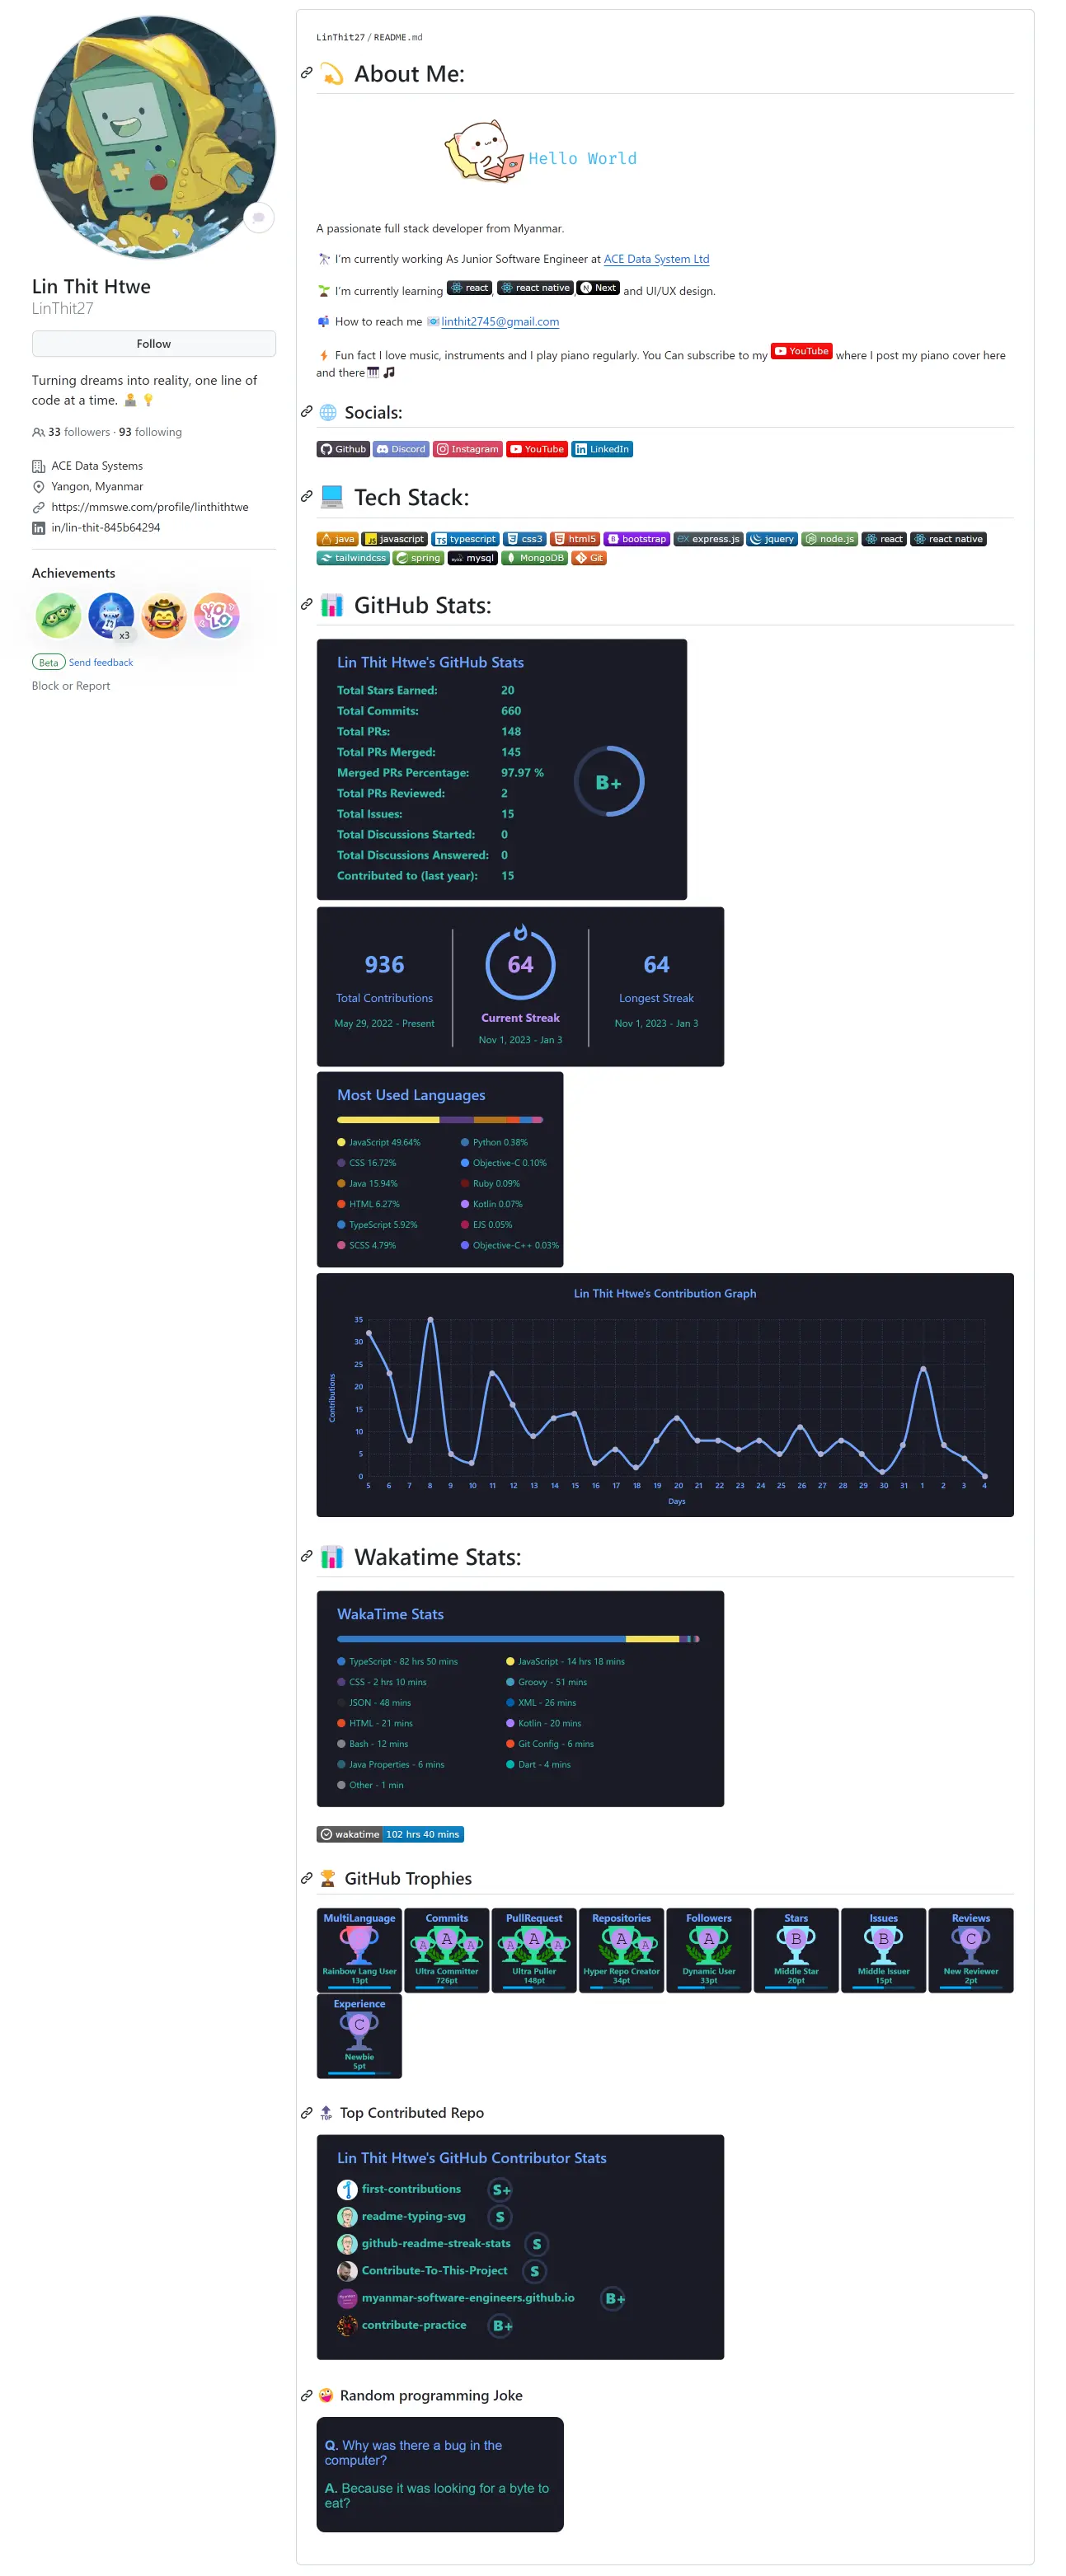 Lin Thit Htwe
LinThit27
Follow
Turning dreams into reality, one line of
code at a time.
33 followers · 93 following
ACE Data Systems
Yangon, Myanmar
https://mmswe.com/profile/linthithtwe
in/lin-thit-845b64294
Achievements
YOLO
x3
Beta Send feedback
Block or Report
LinThit27 / README.md
About Me:
Hello World
A passionate full stack developer from Myanmar.
I'm currently working As Junior Software Engineer at ACE Data System Ltd
I'm currently learning react, react native, Next and UI/UX design.
How to reach me linthit2745@gmail.com
Fun fact I love music, instruments and I play piano regularly. You Can subscribe to my YouTube where I post my piano cover here
and there
Socials:
Github Discord Instagram YouTube LinkedIn
Tech Stack:
java javascript typescript css3 html5 bootstrap express.js jquery node.js react react native
tailwindcss spring mysql MongoDB Git
GitHub Stats:
Lin Thit Htwe's GitHub Stats
Total Stars Earned: 20
Total Commits: 660
Total PRs: 148
Total PRs Merged: 145
Merged PRs Percentage: 97.97 %
Total PRs Reviewed: 2
Total Issues: 15
Total Discussions Started: 0
Total Discussions Answered: 0
Contributed to (last year): 15
B+
936 64 64
Total Contributions Current Streak Longest Streak
May 29, 2022 - Present Nov 1, 2023 - Jan 3 Nov 1, 2023 - Jan 3
Most Used Languages
JavaScript 49.64% Python 0.38%
CSS 16.72% Objective-C 0.10%
Java 15.94% Ruby 0.09%
HTML 6.27% Kotlin 0.07%
TypeScript 5.92% EJS 0.05%
SCSS 4.79% Objective-C++ 0.03%
Lin Thit Htwe's Contribution Graph
Contributions
35
30
25
20
15
10
5
0
5 6 7 8 9 10 11 12 13 14 15 16 17 18 19 20 21 22 23 24 25 26 27 28 29 30 31 1 2 3 4
Days
Wakatime Stats:
WakaTime Stats
TypeScript - 82 hrs 50 mins JavaScript - 14 hrs 18 mins
CSS - 2 hrs 10 mins Groovy - 51 mins
JSON - 48 mins XML - 26 mins
HTML - 21 mins Kotlin - 20 mins
Bash - 12 mins Git Config - 6 mins
Java Properties - 6 mins Dart - 4 mins
Other - 1 min
wakatime 102 hrs 40 mins
GitHub Trophies
MultiLanguage Commits PullRequest Repositories Followers Stars Issues Reviews
A A A A A A A A A B B C
Rainbow Lang User Ultra Committer Ultra Puller Hyper Repo Creator Dynamic User Middle Star Middle Issuer New Reviewer
13pt 726pt 148pt 34pt 33pt 20pt 15pt 2pt
Experience
C
Newbie
5pt
TOP Top Contributed Repo
Lin Thit Htwe's GitHub Contributor Stats
first-contributions S+
readme-typing-svg S
github-readme-streak-stats S
Contribute-To-This-Project S
myanmar-software-engineers.github.io B+
contribute-practice B+
Random programming Joke
Q. Why was there a bug in the
computer?
A. Because it was looking for a byte to
eat?